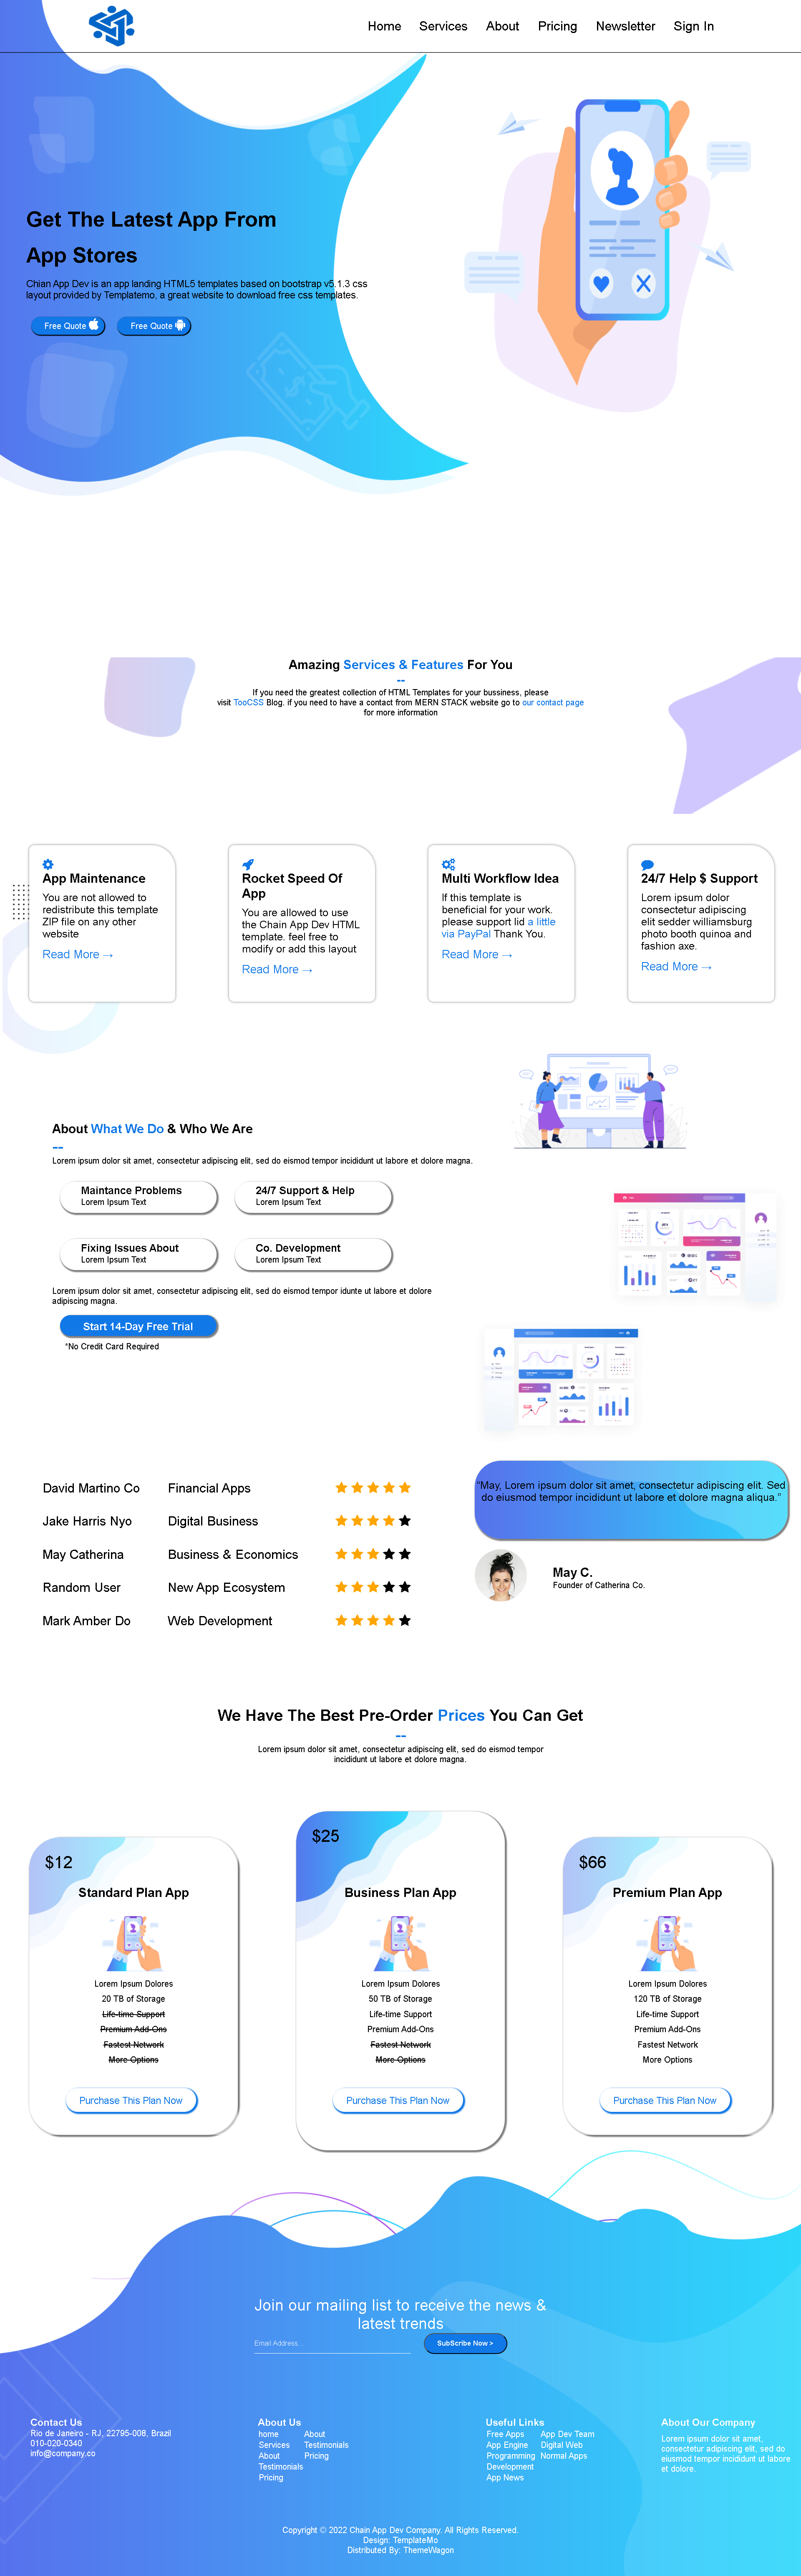 Home Services About Pricing Newsletter Sign In
Get The Latest App From
App Stores
Chian App Dev is an app landing HTML5 templates based on bootstrap v5.1.3 css
layout provided by Templatemo, a great website to download free css templates.
Free Quote Free Quote
Amazing Services & Features For You
--
If you need the greatest collection of HTML Templates for your bussiness, please
visit TooCSS Blog. if you need to have a contact from MERN STACK website go to our contact page
for more information
App Maintenance
You are not allowed to
redistribute this template
ZIP file on any other
website
Read More →
Rocket Speed Of
App
You are allowed to use
the Chain App Dev HTML
template. feel free to
modify or add this layout
Read More →
Multi Workflow Idea
If this template is
beneficial for your work.
please support lid a little
via PayPal Thank You.
Read More →
24/7 Help $ Support
Lorem ipsum dolor
consectetur adipiscing
elit sedder williamsburg
photo booth quinoa and
fashion axe.
Read More →
About What We Do & Who We Are
--
Lorem ipsum dolor sit amet, consectetur adipiscing elit, sed do eismod tempor incididunt ut labore et dolore magna.
Maintance Problems
Lorem Ipsum Text
24/7 Support & Help
Lorem Ipsum Text
Fixing Issues About
Lorem Ipsum Text
Co. Development
Lorem Ipsum Text
Lorem ipsum dolor sit amet, consectetur adipiscing elit, sed do eismod tempor idunte ut labore et dolore
adipiscing magna.
Start 14-Day Free Trial
*No Credit Card Required
David Martino Co Financial Apps
Jake Harris Nyo Digital Business
May Catherina Business & Economics
Random User New App Ecosystem
Mark Amber Do Web Development
"May, Lorem ipsum dolor sit amet, consectetur adipiscing elit. Sed
do eiusmod tempor incididunt ut labore et dolore magna aliqua."
May C.
Founder of Catherina Co.
We Have The Best Pre-Order Prices You Can Get
--
Lorem ipsum dolor sit amet, consectetur adipiscing elit, sed do eismod tempor
incididunt ut labore et dolore magna.
$12
Standard Plan App
Lorem Ipsum Dolores
20 TB of Storage
Life-time Support
Premium Add-Ons
Fastest Network
More Options
Purchase This Plan Now
$25
Business Plan App
Lorem Ipsum Dolores
50 TB of Storage
Life-time Support
Premium Add-Ons
Fastest Network
More Options
Purchase This Plan Now
$66
Premium Plan App
Lorem Ipsum Dolores
120 TB of Storage
Life-time Support
Premium Add-Ons
Fastest Network
More Options
Purchase This Plan Now
Join our mailing list to receive the news &
latest trends
Email Address...
SubScribe Now >
Contact Us
Rio de Janeiro - RJ, 22795-008, Brazil
010-020-0340
info@company.co
About Us
home About
Services Testimonials
About Pricing
Testimonials
Pricing
Useful Links
Free Apps App Dev Team
App Engine Digital Web
Programming Normal Apps
Development
App News
About Our Company
Lorem ipsum dolor sit amet,
consectetur adipiscing elit, sed do
eiusmod tempor incididunt ut labore
et dolore.
Copyright © 2022 Chain App Dev Company. All Rights Reserved.
Design: TemplateMo
Distributed By: ThemeWagon